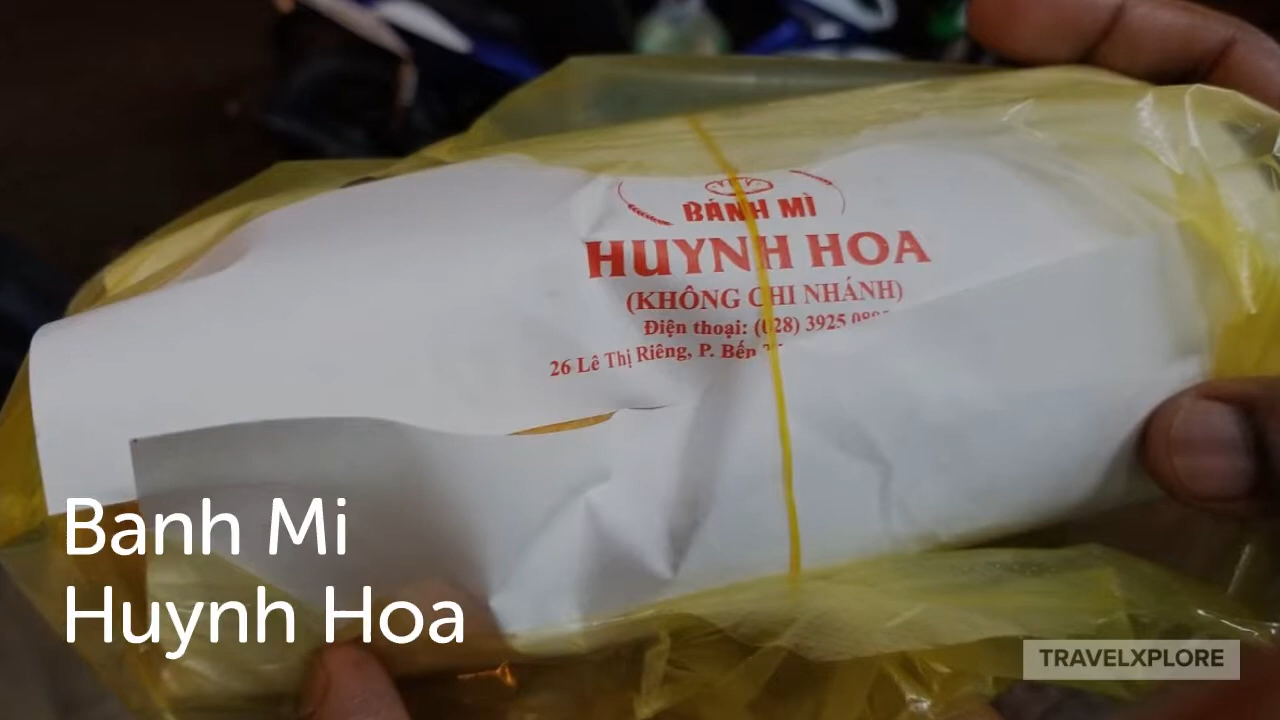 BÁNH MÌ
HUYNH HOA
(KHÔNG CHI NHÁNH)
Điện thoại: (028) 3925
26 Lê Thị Riêng, P. Bến
Banh Mi
Huynh Hoa
TRAVELXPLORE